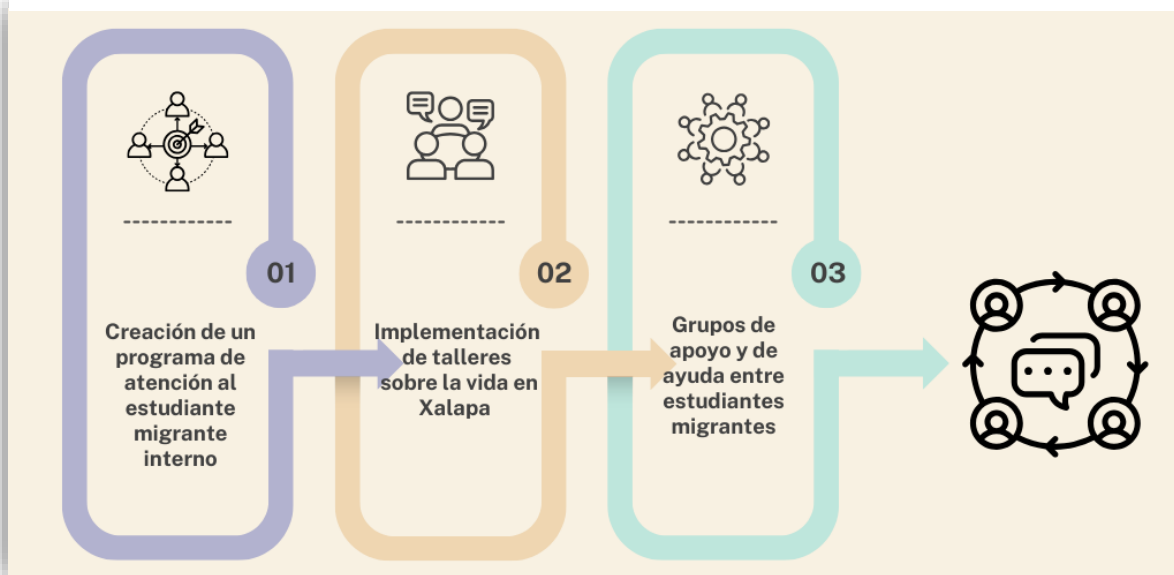 01
Creación de un
programa de
atención al
estudiante
migrante
interno
02
Implementación
de talleres
sobre la vida en
Xalapa
03
Grupos de
apoyo y de
ayuda entre
estudiantes
migrantes